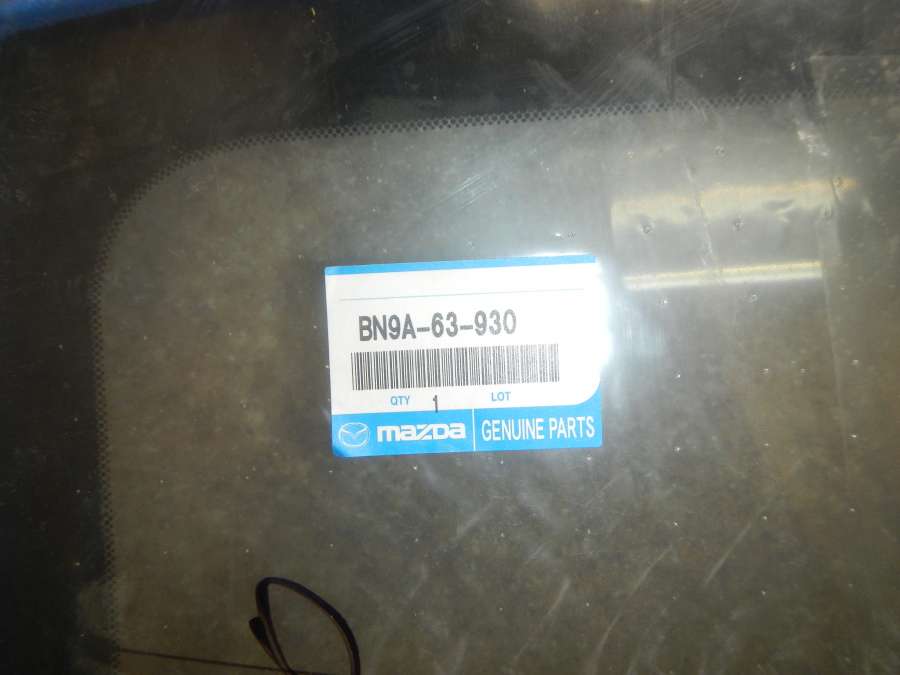 BN9A-63-930
QTY 1 LOT
mazda GENUINE PARTS